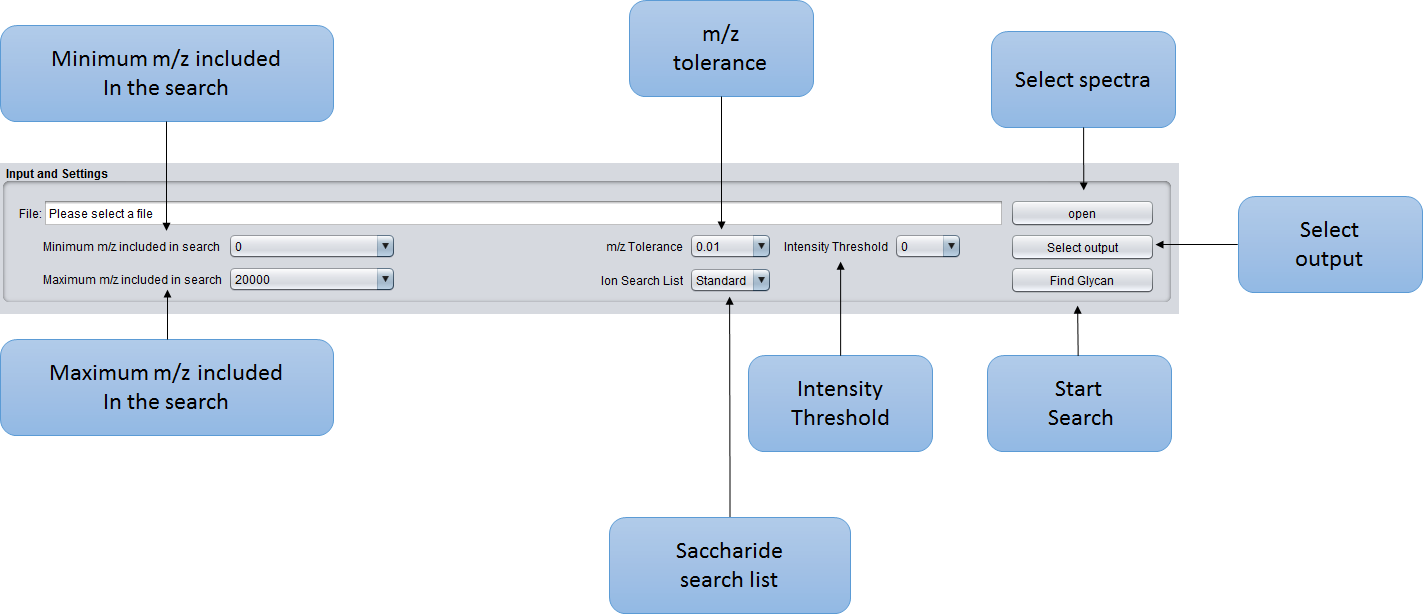 Minimum m/z included
In the search
m/z
tolerance
Select spectra
Input and Settings
File: Please select a file
open
Minimum m/z included in search 0
m/z Tolerance 0.01
Intensity Threshold 0
Select output
Maximum m/z included in search 20000
Ion Search List Standard
Find Glycan
Select
output
Maximum m/z included
In the search
Intensity
Threshold
Start
Search
Saccharide
search list